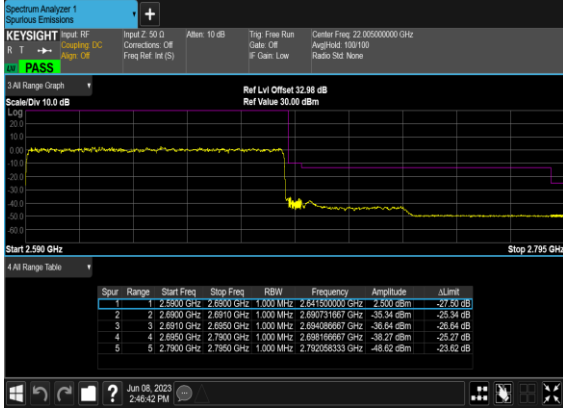 Spectrum Analyzer 1
Spurious Emissions
+
KEYSIGHT Input: RF Input Z: 50 Ω Atten: 10 dB Trig: Free Run Center Freq: 22.005000000 GHz
R T Coupling: DC Corrections: Off Gate: Off Avg|Hold: 100/100
Align: Off Freq Ref: Int (S) IF Gain: Low Radio Std: None
LXI PASS
3 All Range Graph
Ref Lvl Offset 32.98 dB
Scale/Div 10.0 dB Ref Value 30.00 dBm
Log
20.0
10.0
0.00
-10.0
-20.0
-30.0
-40.0
-50.0
-60.0
Start 2.590 GHz Stop 2.795 GHz
4 All Range Table
Spur Range Start Freq Stop Freq RBW Frequency Amplitude ΔLimit
1 1 2.5900 GHz 2.6900 GHz 1.000 MHz 2.641500000 GHz 2.500 dBm -27.50 dB
2 2 2.6900 GHz 2.6910 GHz 1.000 MHz 2.690731667 GHz -35.34 dBm -25.34 dB
3 3 2.6910 GHz 2.6950 GHz 1.000 MHz 2.694086667 GHz -36.64 dBm -26.64 dB
4 4 2.6950 GHz 2.7900 GHz 1.000 MHz 2.698166667 GHz -38.27 dBm -25.27 dB
5 5 2.7900 GHz 2.7950 GHz 1.000 MHz 2.792058333 GHz -48.62 dBm -23.62 dB
? Jun 08, 2023
2:46:42 PM